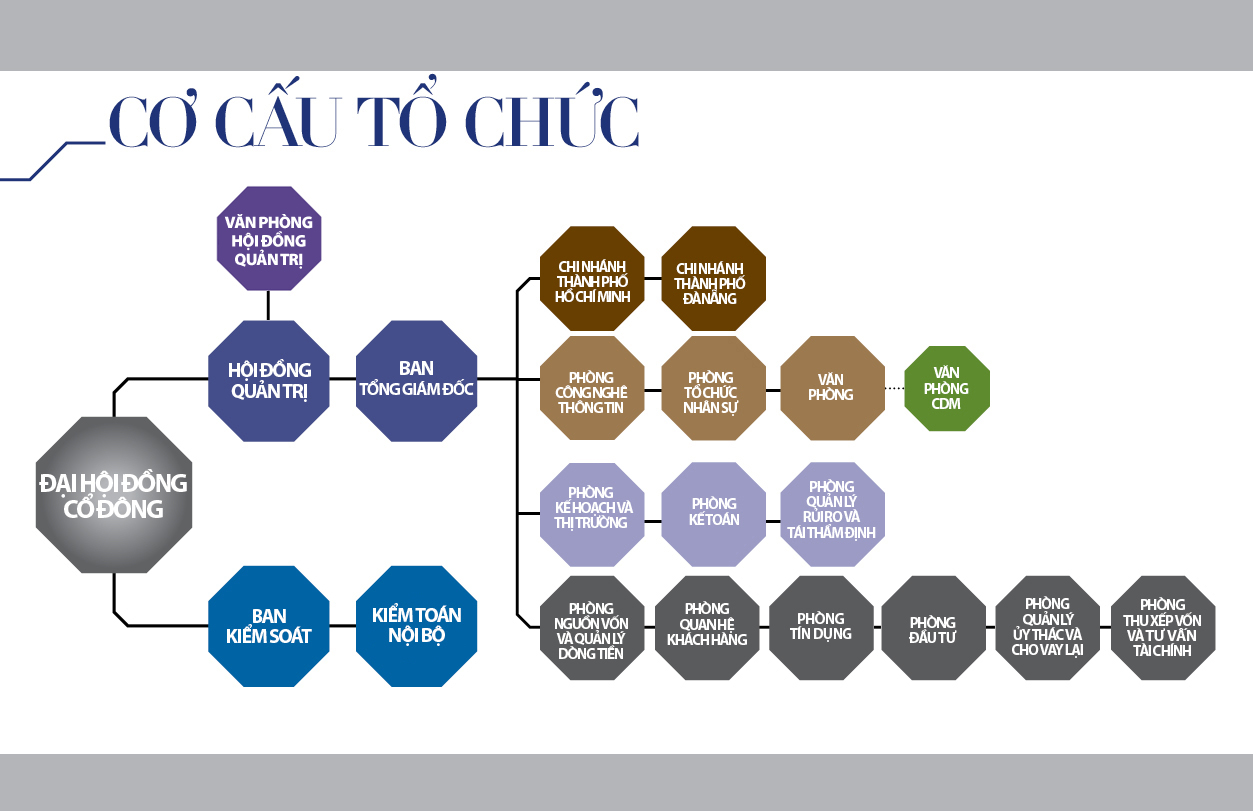 CƠ CẤU TỔ CHỨC
VĂN PHÒNG
HỘI ĐỒNG
QUẢN TRỊ
HỘI ĐỒNG
QUẢN TRỊ
BAN
TỔNG GIÁM ĐỐC
ĐẠI HỘI ĐỒNG
CỔ ĐÔNG
BAN
KIỂM SOÁT
KIỂM TOÁN
NỘI BỘ
CHI NHÁNH
THÀNH PHỐ
HỒ CHÍ MINH
CHI NHÁNH
THÀNH PHỐ
ĐÀ NẴNG
PHÒNG
CÔNG NGHỆ
THÔNG TIN
PHÒNG
TỔ CHỨC
NHÂN SỰ
VĂN
PHÒNG
VĂN
PHÒNG
CDM
PHÒNG
KẾ HOẠCH VÀ
THỊ TRƯỜNG
PHÒNG
KẾ TOÁN
PHÒNG
QUẢN LÝ
RỦI RO VÀ
TÁI THẨM ĐỊNH
PHÒNG
NGUỒN VỐN
VÀ QUẢN LÝ
DÒNG TIỀN
PHÒNG
QUAN HỆ
KHÁCH HÀNG
PHÒNG
TÍN DỤNG
PHÒNG
ĐẦU TƯ
PHÒNG
QUẢN LÝ
ỦY THÁC VÀ
CHO VAY LẠI
PHÒNG
THU XẾP VỐN
VÀ TƯ VẤN
TÀI CHÍNH